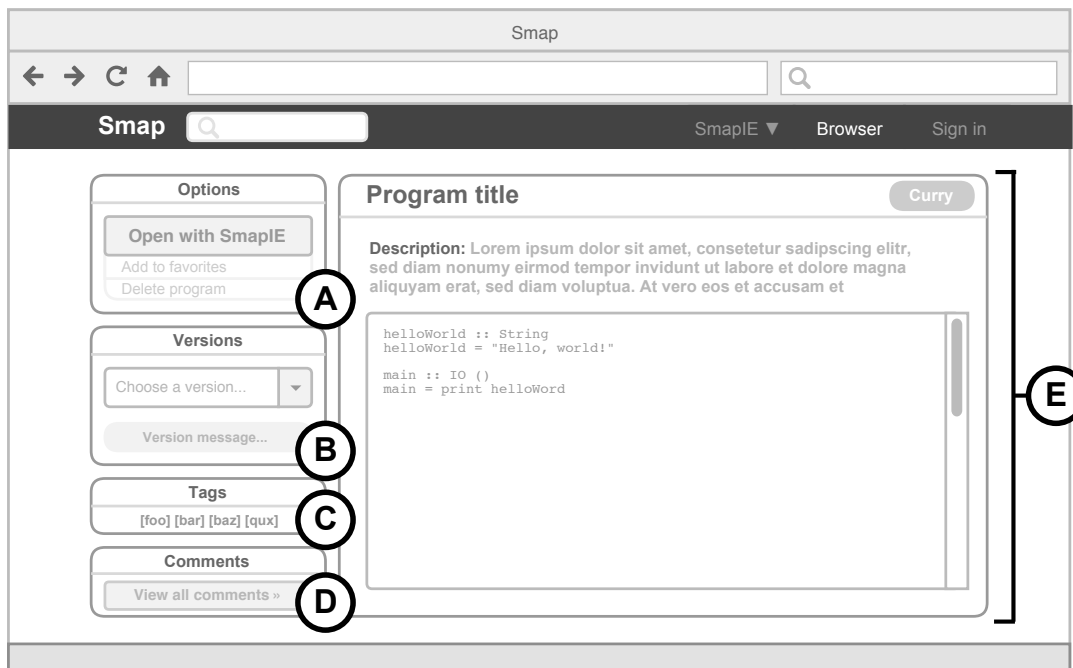 Smap
Smap
SmapIE ▼ Browser Sign in
Options
Open with SmapIE
Add to favorites
Delete program
A
Versions
Choose a version...
Version message...
B
Tags
[foo] [bar] [baz] [qux]
C
Comments
View all comments »
D
Program title
Curry
Description: Lorem ipsum dolor sit amet, consetetur sadipscing elitr,
sed diam nonumy eirmod tempor invidunt ut labore et dolore magna
aliquyam erat, sed diam voluptua. At vero eos et accusam et
helloWorld :: String
helloWorld = "Hello, world!"
main :: IO ()
main = print helloWord
E